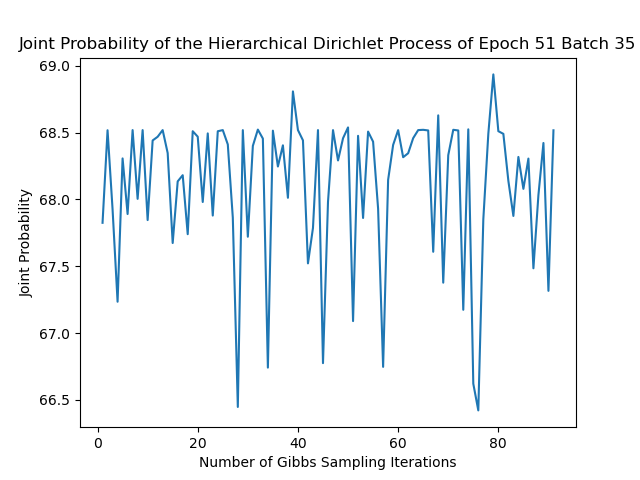 Joint Probability of the Hierarchical Dirichlet Process of Epoch 51 Batch 35
69.0
68.5
68.0
67.5
67.0
66.5
Joint Probability
0 20 40 60 80
Number of Gibbs Sampling Iterations